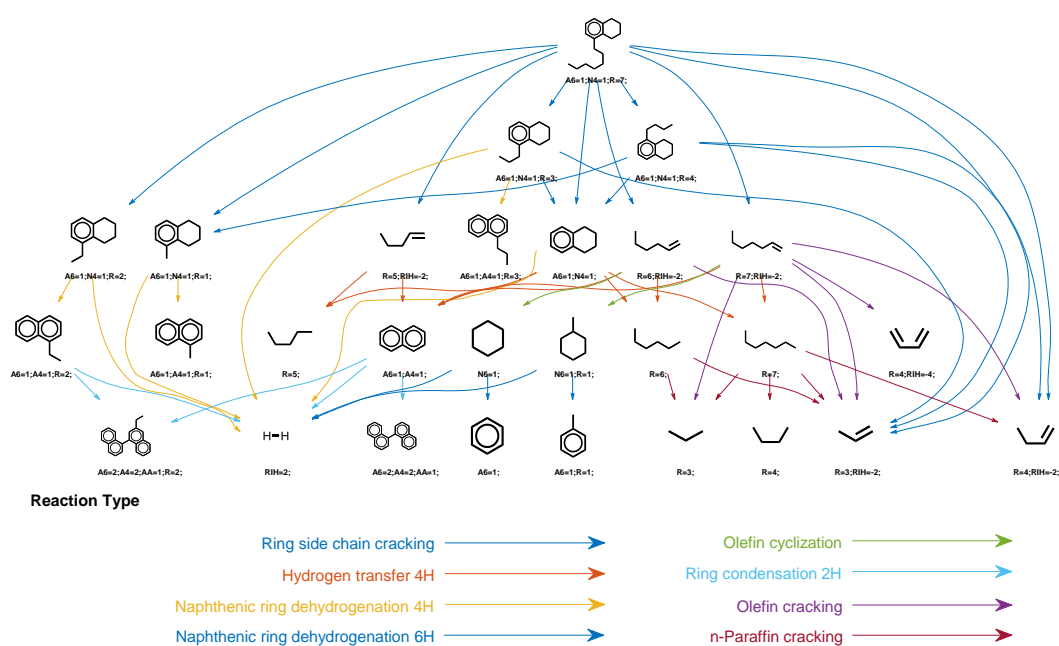 A6=1;N4=1;R=7;
A6=1;N4=1;R=3;
A6=1;N4=1;R=4;
A6=1;N4=1;R=2;
A6=1;N4=1;R=1;
R=5;RIH=-2;
A6=1;A4=1;R=3;
A6=1;N4=1;
R=6;RIH=-2;
R=7;RIH=-2;
A6=1;A4=1;R=2;
A6=1;A4=1;R=1;
R=5;
A6=1;A4=1;
N6=1;
N6=1;R=1;
R=6;
R=7;
R=4;RIH=-4;
H H
A6=2;A4=2;AA=1;R=2;
RIH=2;
A6=2;A4=2;AA=1;
A6=1;
A6=1;R=1;
R=3;
R=4;
R=3;RIH=-2;
R=4;RIH=-2;
Reaction Type
Ring side chain cracking
Olefin cyclization
Hydrogen transfer 4H
Ring condensation 2H
Naphthenic ring dehydrogenation 4H
Olefin cracking
Naphthenic ring dehydrogenation 6H
n-Paraffin cracking